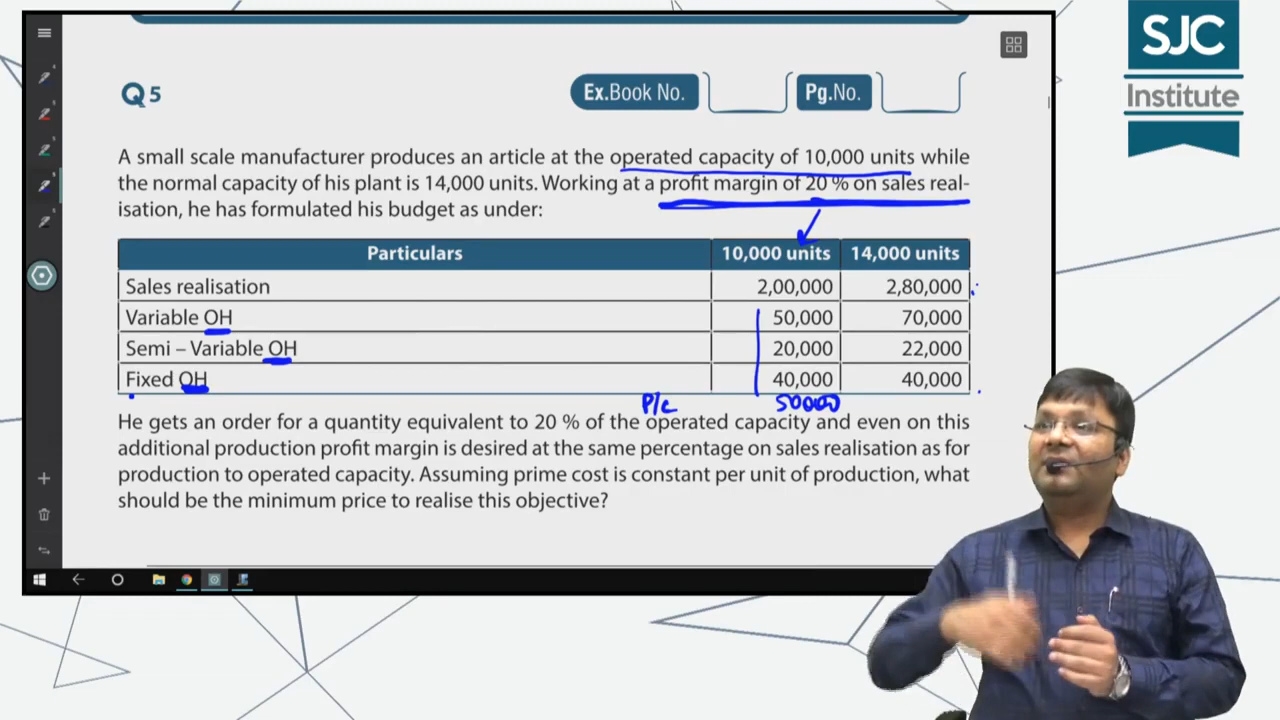 SJC
Institute
Q 5
Ex.Book No.
Pg.No.
A small scale manufacturer produces an article at the operated capacity of 10,000 units while
the normal capacity of his plant is 14,000 units. Working at a profit margin of 20 % on sales real-
isation, he has formulated his budget as under:
Particulars 10,000 units 14,000 units
Sales realisation 2,00,000 2,80,000
Variable OH 50,000 70,000
Semi – Variable OH 20,000 22,000
Fixed OH 40,000 40,000
P/c 50000
He gets an order for a quantity equivalent to 20 % of the operated capacity and even on this
additional production profit margin is desired at the same percentage on sales realisation as for
production to operated capacity. Assuming prime cost is constant per unit of production, what
should be the minimum price to realise this objective?